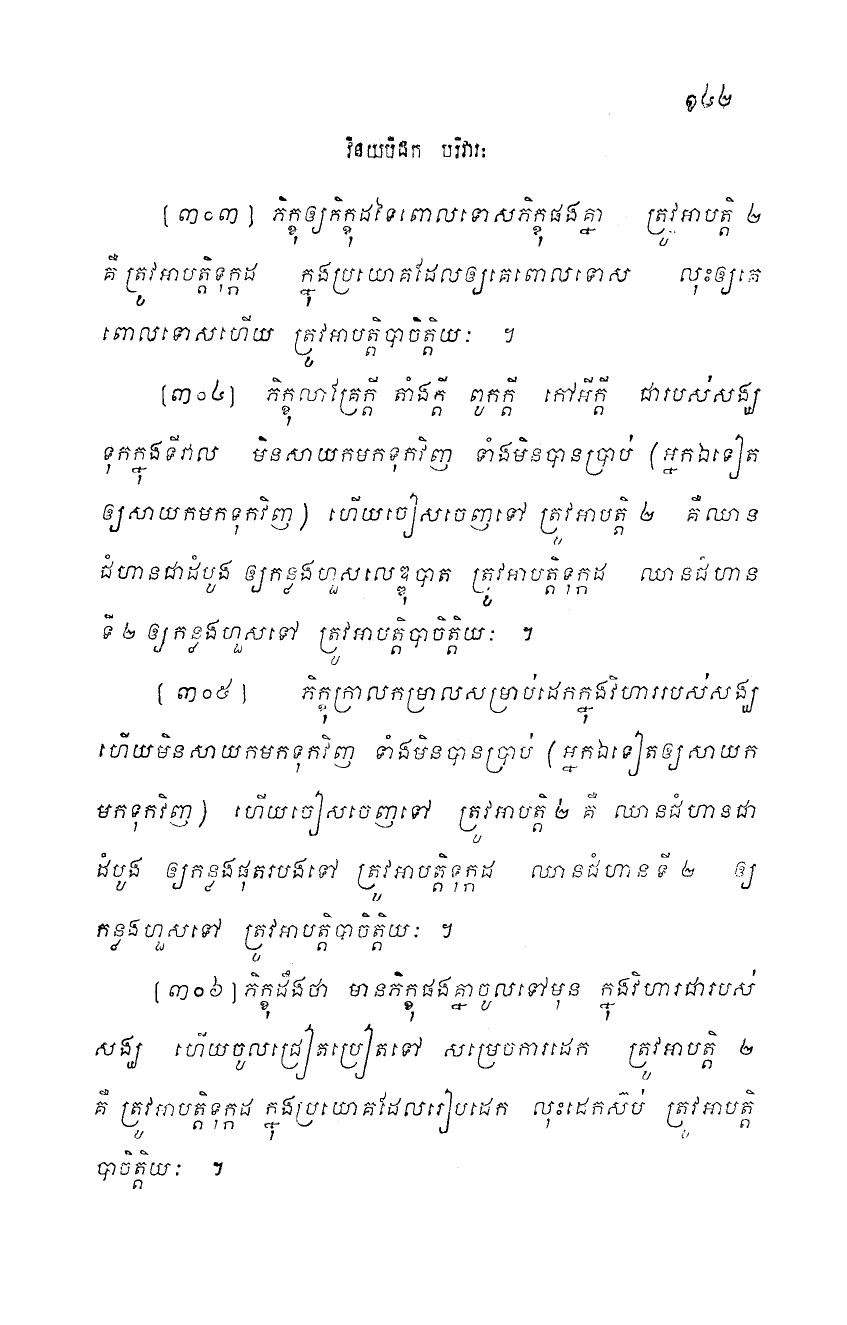 ១៤២
វិនយបិដក បរិវារៈ
[៣០៣] ភិក្ខុឲ្យភិក្ខុដទៃពោលទោសភិក្ខុផងគ្នា ត្រូវអាបត្តិ ២
គឺ ត្រូវអាបត្តិទុក្កដ ក្នុងប្រយោគដែលឲ្យគេពោលទោស លុះឲ្យគេ
ពោលទោសហើយ ត្រូវអាបត្តិបាចិត្តិយៈ ។
[៣០៤] ភិក្ខុលាវគ្រែក្តី តាំងក្តី ពូកក្តី កៅអីក្តី ជារបស់សង្ឃ
ទុកក្នុងទីវាល មិនសាយកមកទុកវិញ ទាំងមិនបានប្រាប់ (អ្នកឯទៀត
ឲ្យសាយកមកទុកវិញ) ហើយចៀសចេញទៅ ត្រូវអាបត្តិ ២ គឺឈាន
ជំហានជាដំបូង ឲ្យកន្លងហួសលេឌ្ឌុបាត ត្រូវអាបត្តិទុក្កដ ឈានជំហាន
ទី ២ ឲ្យកន្លងហួសទៅ ត្រូវអាបត្តិបាចិត្តិយៈ ។
[៣០៥] ភិក្ខុក្រាលកម្រាលសម្រាប់ដេកក្នុងវិហាររបស់សង្ឃ
ហើយមិនសាយកមកទុកវិញ ទាំងមិនបានប្រាប់ (អ្នកឯទៀតឲ្យសាយក
មកទុកវិញ) ហើយចៀសចេញទៅ ត្រូវអាបត្តិ ២ គឺ ឈានជំហានជា
ដំបូង ឲ្យកន្លងផុតរបងទៅ ត្រូវអាបត្តិទុក្កដ ឈានជំហានទី ២ ឲ្យ
កន្លងហួសទៅ ត្រូវអាបត្តិបាចិត្តិយៈ ។
[៣០៦] ភិក្ខុដឹងថា មានភិក្ខុផងគ្នាចូលទៅមុន ក្នុងវិហារជារបស់
សង្ឃ ហើយចូលជ្រៀតប្រៀតទៅ សម្រេចការដេក ត្រូវអាបត្តិ ២
គឺ ត្រូវអាបត្តិទុក្កដ ក្នុងប្រយោគដែលរៀបដេក លុះដេកស៊ប់ ត្រូវអាបត្តិ
បាចិត្តិយៈ ។